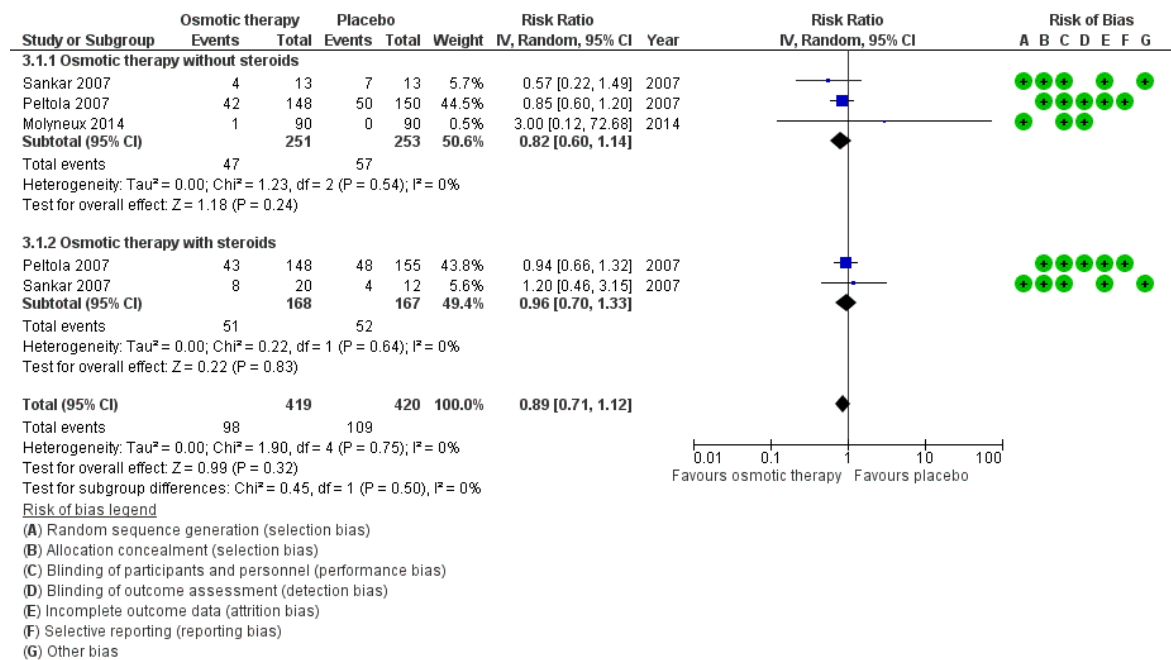 Osmotic therapy Placebo Risk Ratio Risk Ratio Risk of Bias
Study or Subgroup Events Total Events Total Weight IV, Random, 95% CI Year IV, Random, 95% CI A B C D E F G
3.1.1 Osmotic therapy without steroids
Sankar 2007 4 13 7 13 5.7% 0.57 [0.22, 1.49] 2007 + + + + +
Peltola 2007 42 148 50 150 44.5% 0.85 [0.60, 1.20] 2007 + + + + +
Molyneux 2014 1 90 0 90 0.5% 3.00 [0.12, 72.68] 2014 + + +
Subtotal (95% CI) 251 253 50.6% 0.82 [0.60, 1.14]
Total events 47 57
Heterogeneity: Tau² = 0.00; Chi² = 1.23, df = 2 (P = 0.54); I² = 0%
Test for overall effect: Z = 1.18 (P = 0.24)
3.1.2 Osmotic therapy with steroids
Peltola 2007 43 148 48 155 43.8% 0.94 [0.66, 1.32] 2007 + + + + +
Sankar 2007 8 20 4 12 5.6% 1.20 [0.46, 3.15] 2007 + + + + +
Subtotal (95% CI) 168 167 49.4% 0.96 [0.70, 1.33]
Total events 51 52
Heterogeneity: Tau² = 0.00; Chi² = 0.22, df = 1 (P = 0.64); I² = 0%
Test for overall effect: Z = 0.22 (P = 0.83)
Total (95% CI) 419 420 100.0% 0.89 [0.71, 1.12]
Total events 98 109
Heterogeneity: Tau² = 0.00; Chi² = 1.90, df = 4 (P = 0.75); I² = 0%
Test for overall effect: Z = 0.99 (P = 0.32)
Test for subgroup differences: Chi² = 0.45, df = 1 (P = 0.50), I² = 0%
0.01 0.1 1 10 100
Favours osmotic therapy Favours placebo
Risk of bias legend
(A) Random sequence generation (selection bias)
(B) Allocation concealment (selection bias)
(C) Blinding of participants and personnel (performance bias)
(D) Blinding of outcome assessment (detection bias)
(E) Incomplete outcome data (attrition bias)
(F) Selective reporting (reporting bias)
(G) Other bias